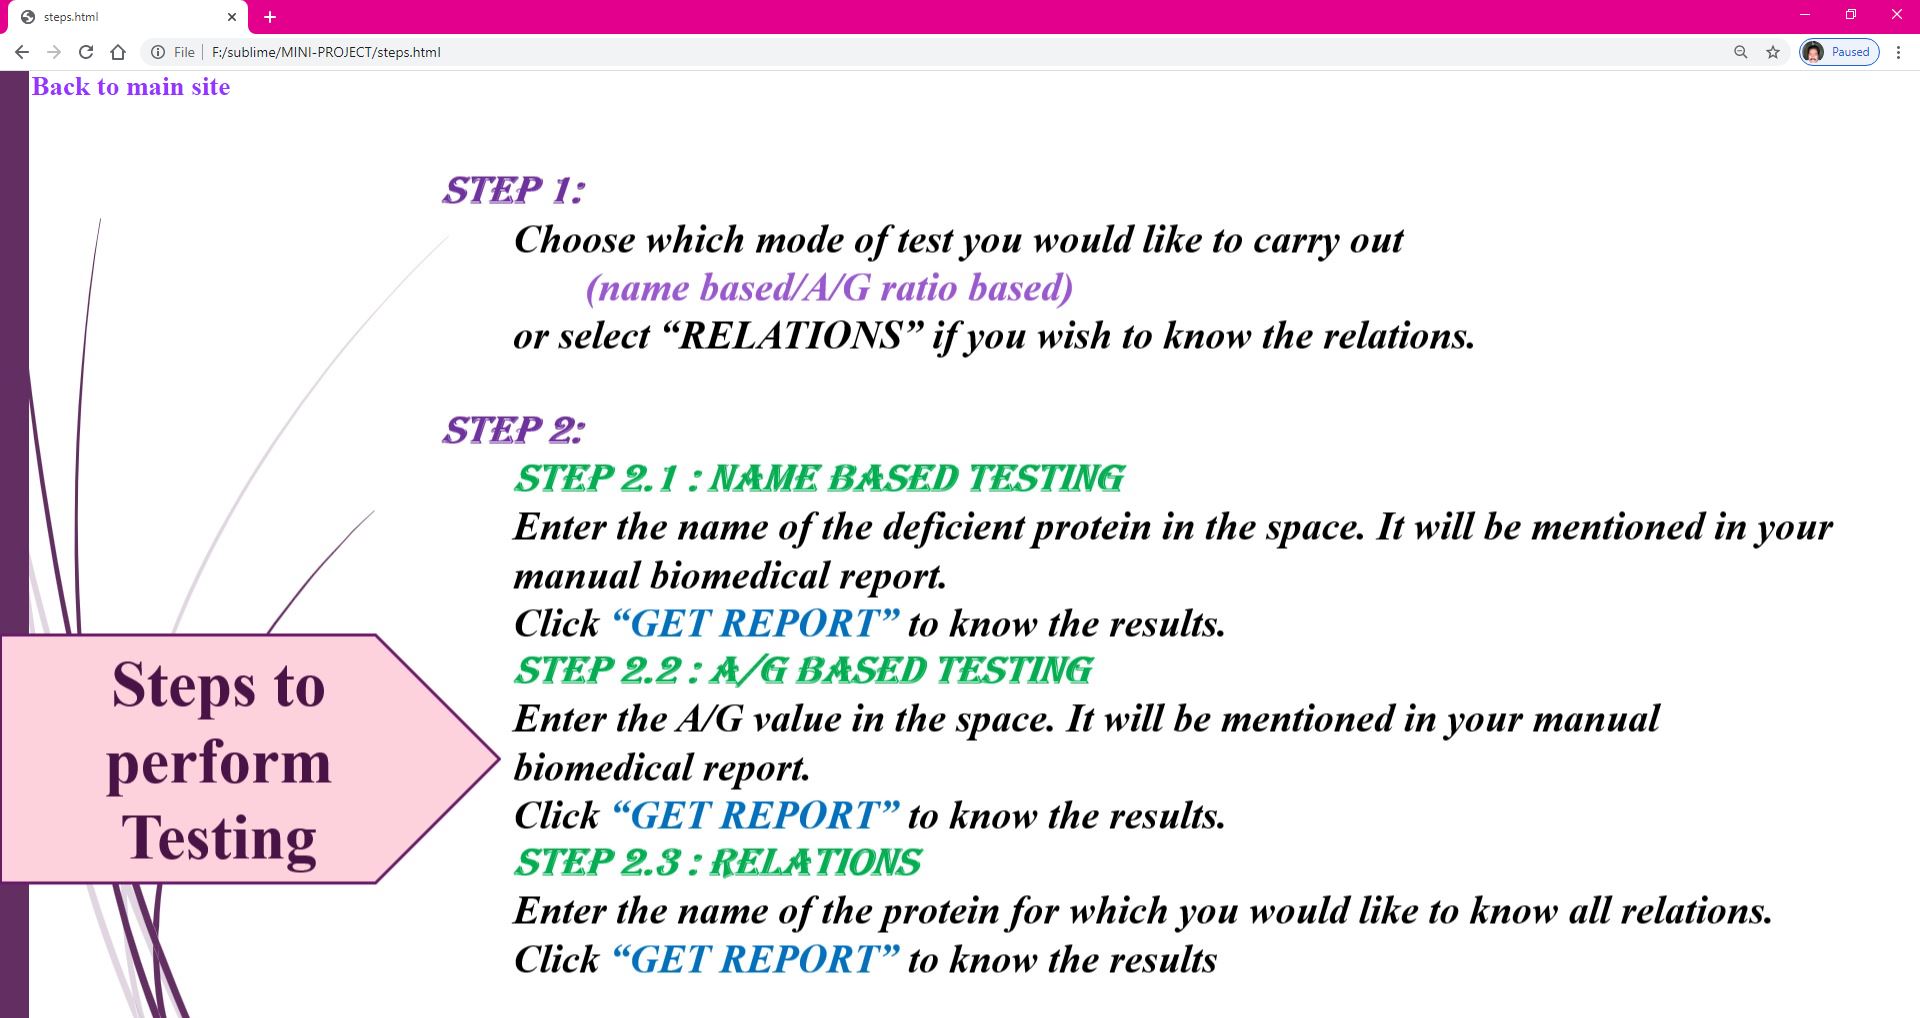 steps.html
File F:/sublime/MINI-PROJECT/steps.html
Paused
Back to main site
STEP 1:
Choose which mode of test you would like to carry out
(name based/A/G ratio based)
or select “RELATIONS” if you wish to know the relations.
STEP 2:
STEP 2.1 : NAME BASED TESTING
Enter the name of the deficient protein in the space. It will be mentioned in your
manual biomedical report.
Click “GET REPORT” to know the results.
STEP 2.2 : A/G BASED TESTING
Enter the A/G value in the space. It will be mentioned in your manual
biomedical report.
Click “GET REPORT” to know the results.
STEP 2.3 : RELATIONS
Enter the name of the protein for which you would like to know all relations.
Click “GET REPORT” to know the results
Steps to
perform
Testing